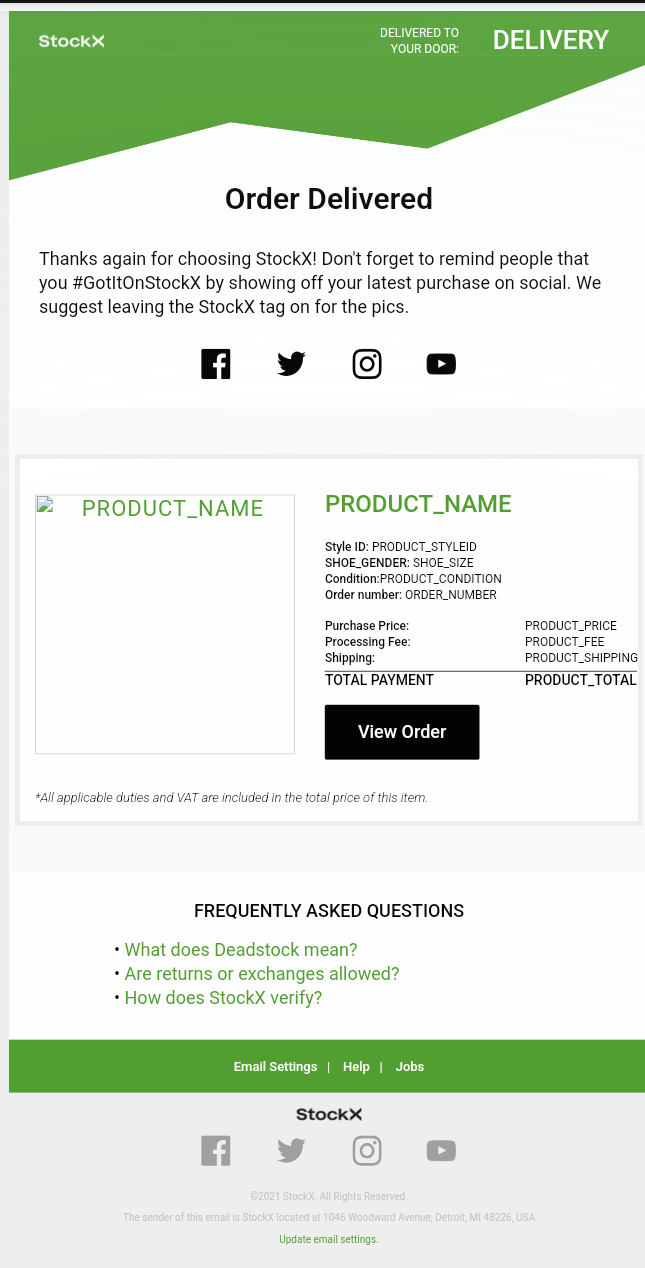 StockX
DELIVERED TO
YOUR DOOR:
DELIVERY
Order Delivered
Thanks again for choosing StockX! Don't forget to remind people that
you #GotItOnStockX by showing off your latest purchase on social. We
suggest leaving the StockX tag on for the pics.
PRODUCT_NAME
PRODUCT_NAME
Style ID: PRODUCT_STYLEID
SHOE_GENDER: SHOE_SIZE
Condition:PRODUCT_CONDITION
Order number: ORDER_NUMBER
Purchase Price: PRODUCT_PRICE
Processing Fee: PRODUCT_FEE
Shipping: PRODUCT_SHIPPING
TOTAL PAYMENT PRODUCT_TOTAL
View Order
*All applicable duties and VAT are included in the total price of this item.
FREQUENTLY ASKED QUESTIONS
• What does Deadstock mean?
• Are returns or exchanges allowed?
• How does StockX verify?
Email Settings | Help | Jobs
StockX
©2021 StockX. All Rights Reserved.
The sender of this email is StockX located at 1046 Woodward Avenue, Detroit, MI 48226, USA
Update email settings.